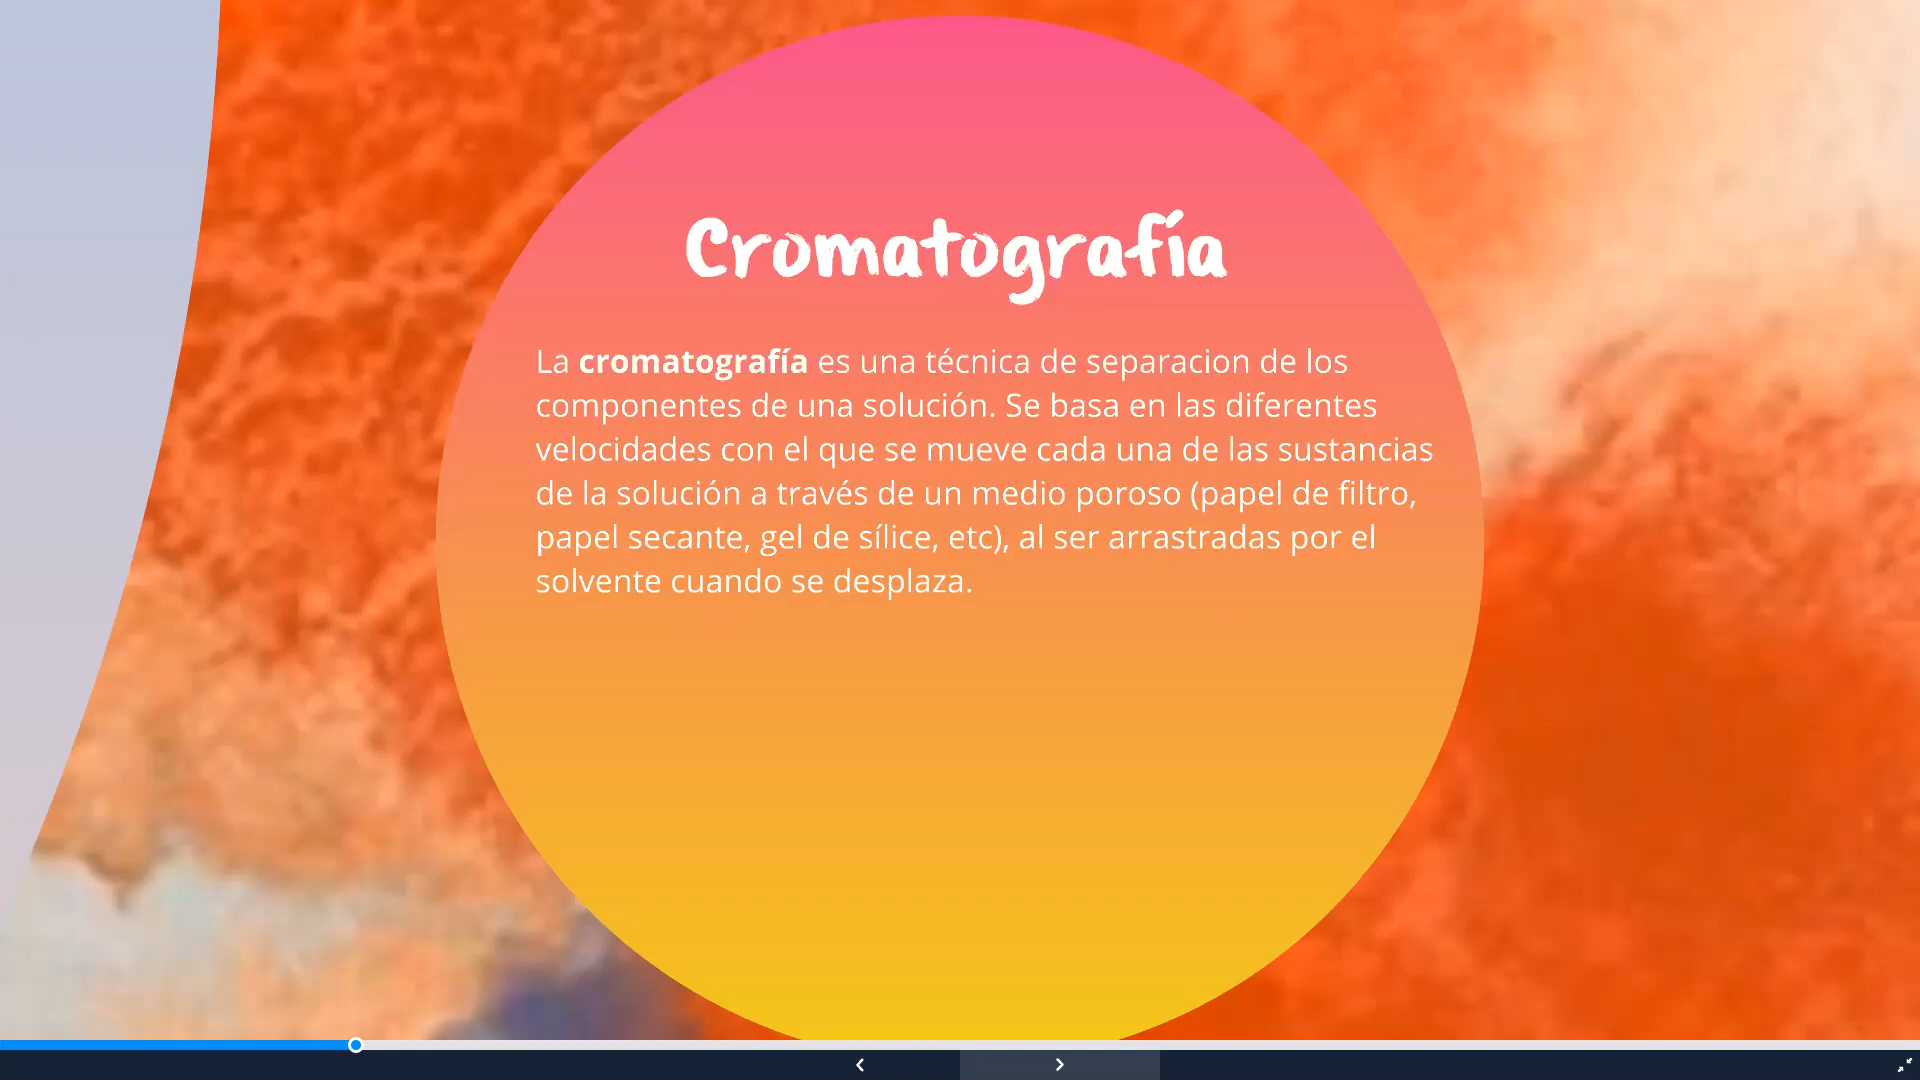 Cromatografía
La cromatografía es una técnica de separacion de los
componentes de una solución. Se basa en las diferentes
velocidades con el que se mueve cada una de las sustancias
de la solución a través de un medio poroso (papel de filtro,
papel secante, gel de sílice, etc), al ser arrastradas por el
solvente cuando se desplaza.